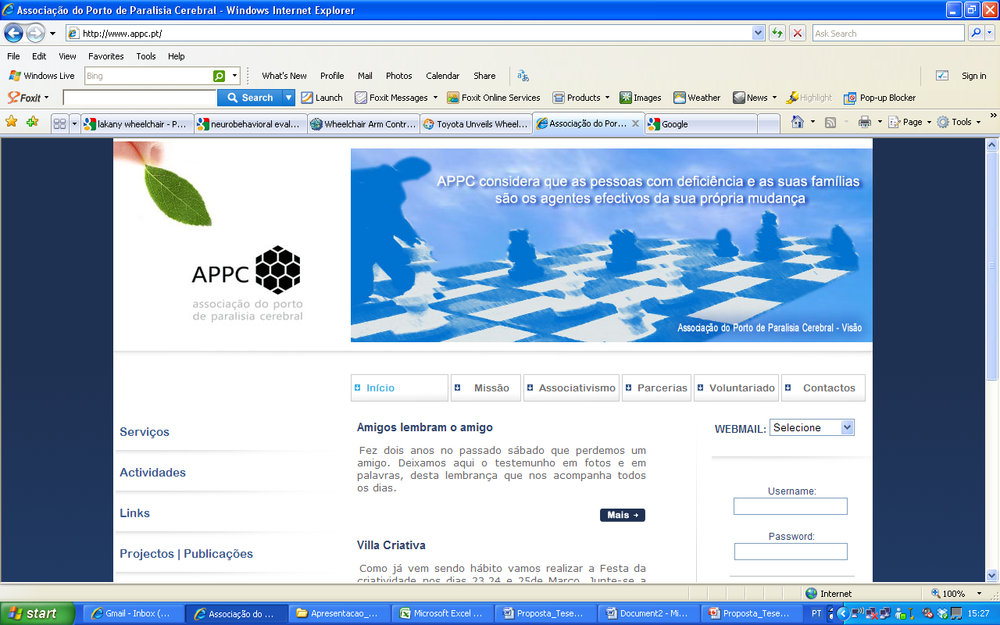 Associação do Porto de Paralisia Cerebral - Windows Internet Explorer
http://www.appc.pt/
Ask Search
File Edit View Favorites Tools Help
Windows Live Bing What's New Profile Mail Photos Calendar Share Sign in
Foxit Search Launch Foxit Messages Foxit Online Services Products Images Weather News Highlight Pop-up Blocker
lakany wheelchair - P... neurobehavioral eval... Wheelchair Arm Contr... Toyota Unveils Wheel... Associação do Por... Google Page Tools
APPC considera que as pessoas com deficiência e as suas famílias
são os agentes efectivos da sua própria mudança
Associação do Porto de Paralisia Cerebral - Visão
APPC
associação do porto
de paralisia cerebral
Início Missão Associativismo Parcerias Voluntariado Contactos
Serviços
Actividades
Links
Projectos | Publicações
Amigos lembram o amigo
Fez dois anos no passado sábado que perdemos um
amigo. Deixamos aqui o testemunho em fotos e em
palavras, desta lembrança que nos acompanha todos
os dias.
Mais
Villa Criativa
Como já vem sendo hábito vamos realizar a Festa da
criatividade nos dias 23,24 e 25de Março. Junte-se a
WEBMAIL: Selecione
Username:
Password:
Internet 100%
start Gmail - Inbox (... Associação do ... Apresentacao_... Microsoft Excel ... Proposta_Tese... Document2 - Mi... Proposta_Tese... PT 15:27